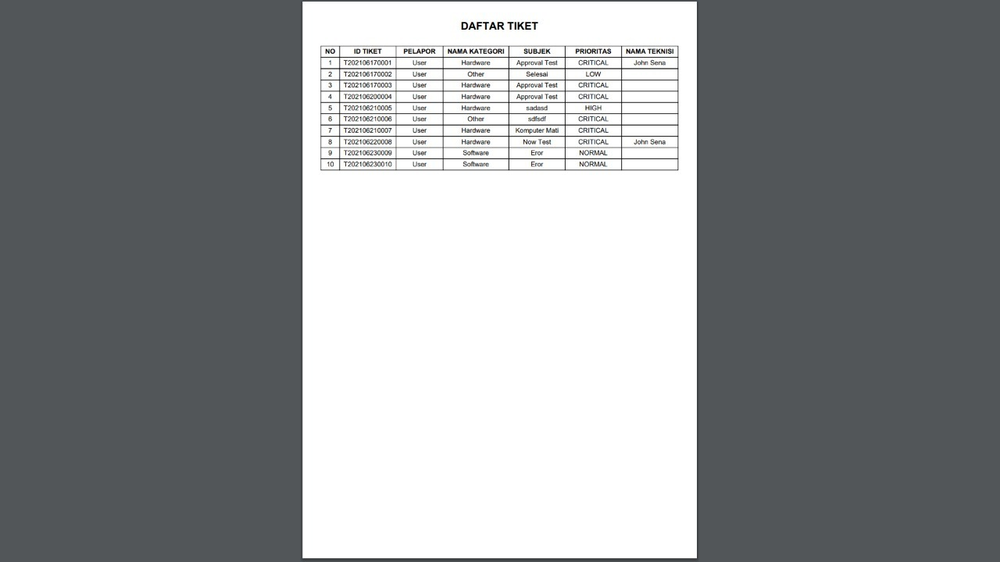 DAFTAR TIKET
NO ID TIKET PELAPOR NAMA KATEGORI SUBJEK PRIORITAS NAMA TEKNISI
1 T202106170001 User Hardware Approval Test CRITICAL John Sena
2 T202106170002 User Other Selesai LOW
3 T202106170003 User Hardware Approval Test CRITICAL
4 T202106200004 User Hardware Approval Test CRITICAL
5 T202106210005 User Hardware sadasd HIGH
6 T202106210006 User Other sdfsdf CRITICAL
7 T202106210007 User Hardware Komputer Mati CRITICAL
8 T202106220008 User Hardware Now Test CRITICAL John Sena
9 T202106230009 User Software Eror NORMAL
10 T202106230010 User Software Eror NORMAL